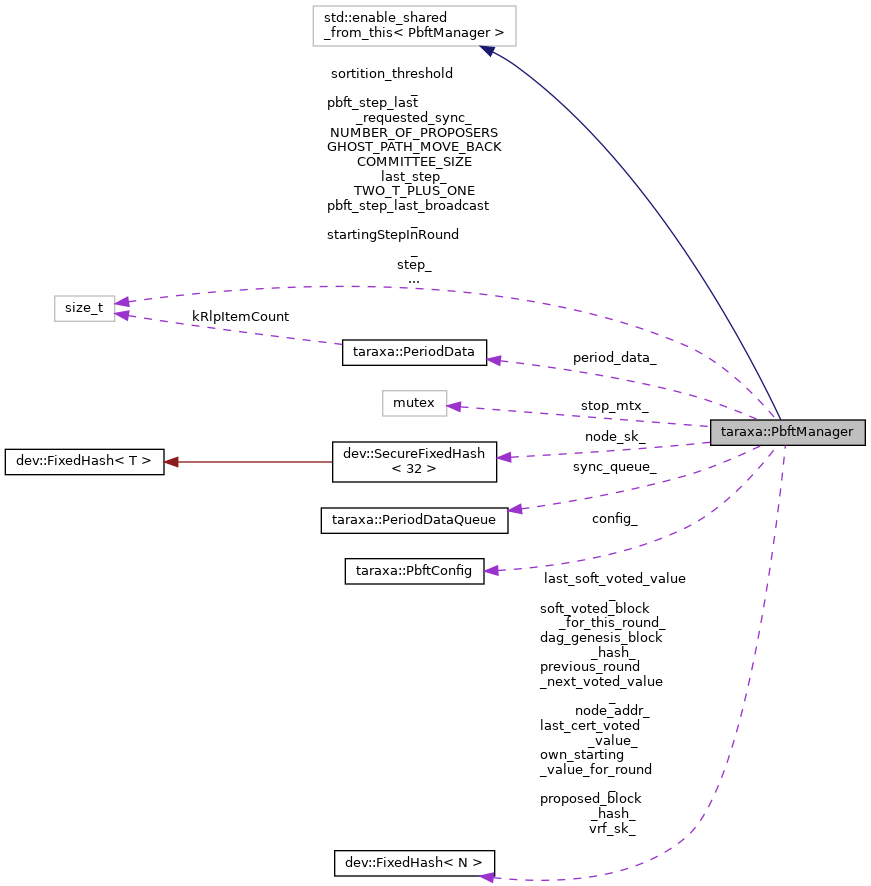 std::enable_shared
_from_this< PbftManager >
sortition_threshold
_
pbft_step_last
_requested_sync_
NUMBER_OF_PROPOSERS
GHOST_PATH_MOVE_BACK
COMMITTEE_SIZE
last_step_
TWO_T_PLUS_ONE
pbft_step_last_broadcast
_
startingStepInRound
_
step_
...
size_t
kRlpItemCount
taraxa::PeriodData
period_data_
mutex
stop_mtx_
taraxa::PbftManager
node_sk_
dev::FixedHash< T >
dev::SecureFixedHash
< 32 >
sync_queue_
taraxa::PeriodDataQueue
config_
taraxa::PbftConfig
last_soft_voted_value
_
soft_voted_block
_for_this_round_
dag_genesis_block
_hash_
previous_round
_next_voted_value
_
node_addr_
last_cert_voted
_value_
own_starting
_value_for_round
_
proposed_block
_hash_
vrf_sk_
dev::FixedHash< N >